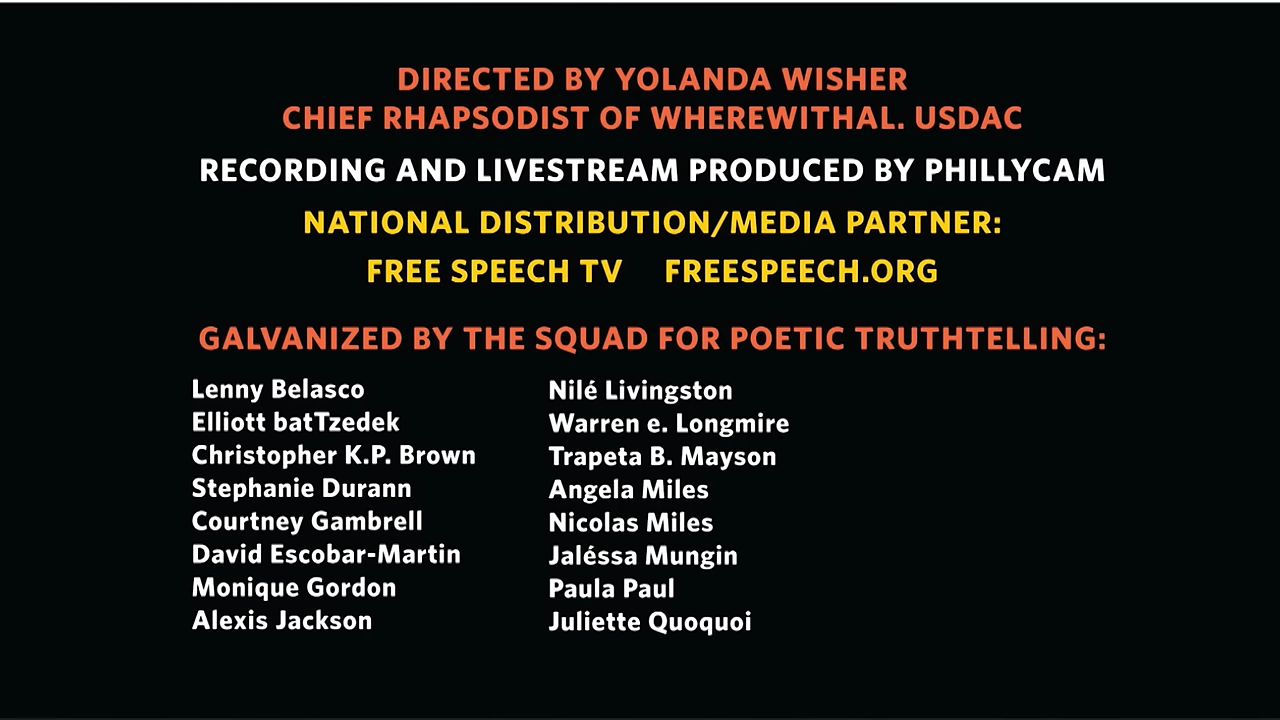 DIRECTED BY YOLANDA WISHER
CHIEF RHAPSODIST OF WHEREWITHAL. USDAC
RECORDING AND LIVESTREAM PRODUCED BY PHILLYCAM
NATIONAL DISTRIBUTION/MEDIA PARTNER:
FREE SPEECH TV FREESPEECH.ORG
GALVANIZED BY THE SQUAD FOR POETIC TRUTHTELLING:
Lenny Belasco
Elliott batTzedek
Christopher K.P. Brown
Stephanie Durann
Courtney Gambrell
David Escobar-Martin
Monique Gordon
Alexis Jackson
Nilé Livingston
Warren e. Longmire
Trapeta B. Mayson
Angela Miles
Nicolas Miles
Jaléssa Mungin
Paula Paul
Juliette Quoquoi